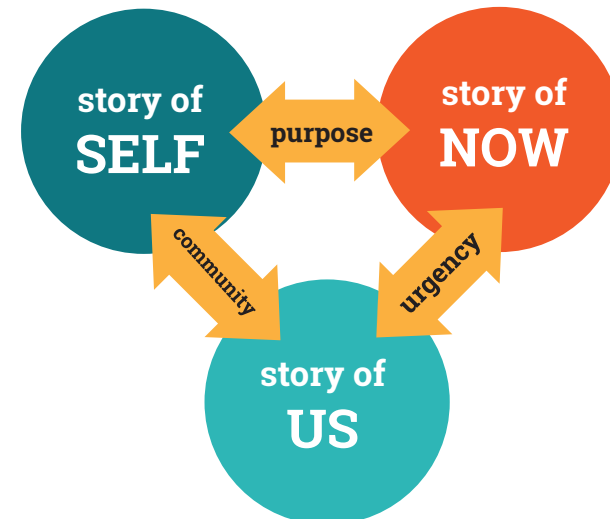 story of
SELF
purpose
story of
NOW
community
urgency
story of
US